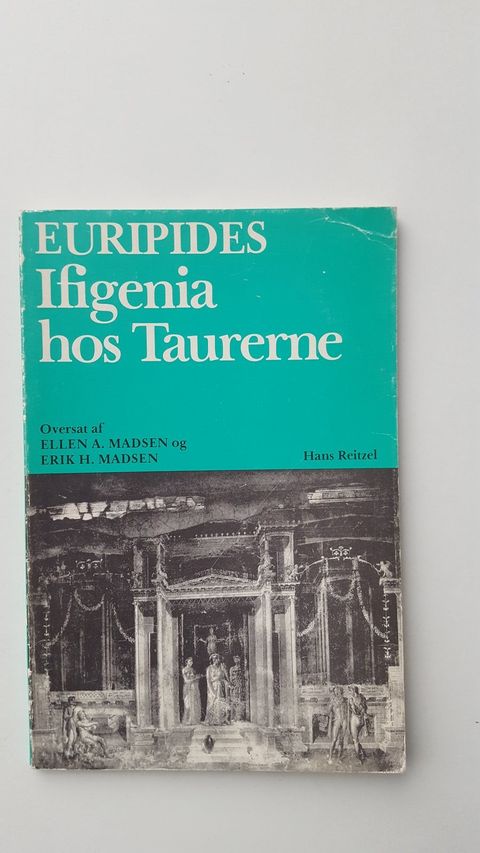 EURIPIDES
Ifigenia
hos Taurerne
Oversat af
ELLEN A. MADSEN og
ERIK H. MADSEN
Hans Reitzel